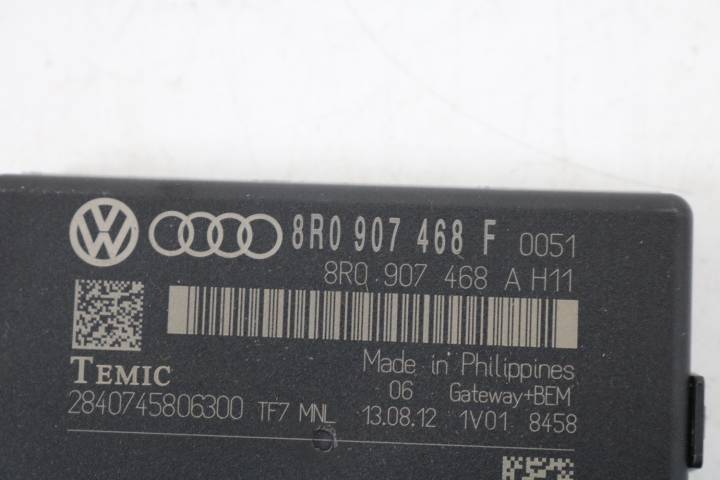 8R0 907 468 F 0051
8R0 907 468 A H11
TEMIC
Made in Philippines
06 Gateway+BEM
2840745806300 TF7 MNL 13.08.12 1V01 8458